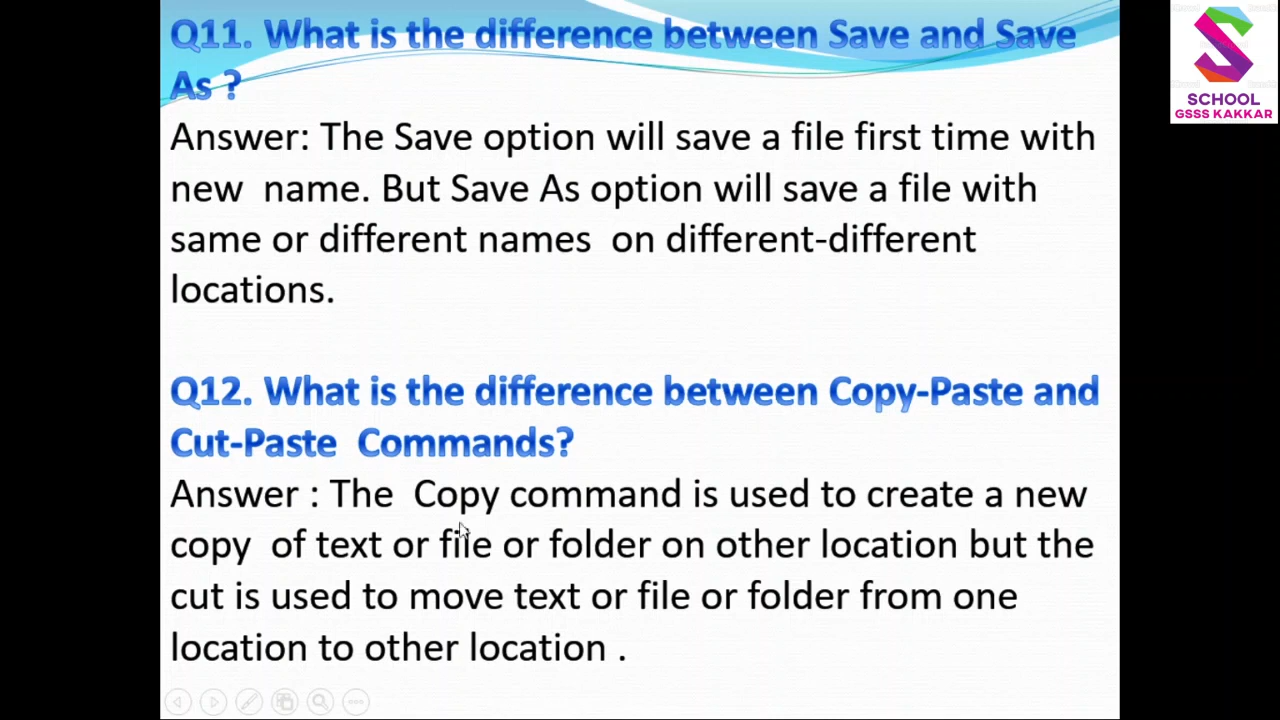 Q11. What is the difference between Save and Save
As ?
Answer: The Save option will save a file first time with
new name. But Save As option will save a file with
same or different names on different-different
locations.
Q12. What is the difference between Copy-Paste and
Cut-Paste Commands?
Answer : The Copy command is used to create a new
copy of text or file or folder on other location but the
cut is used to move text or file or folder from one
location to other location .
SCHOOL
GSSS KAKKAR